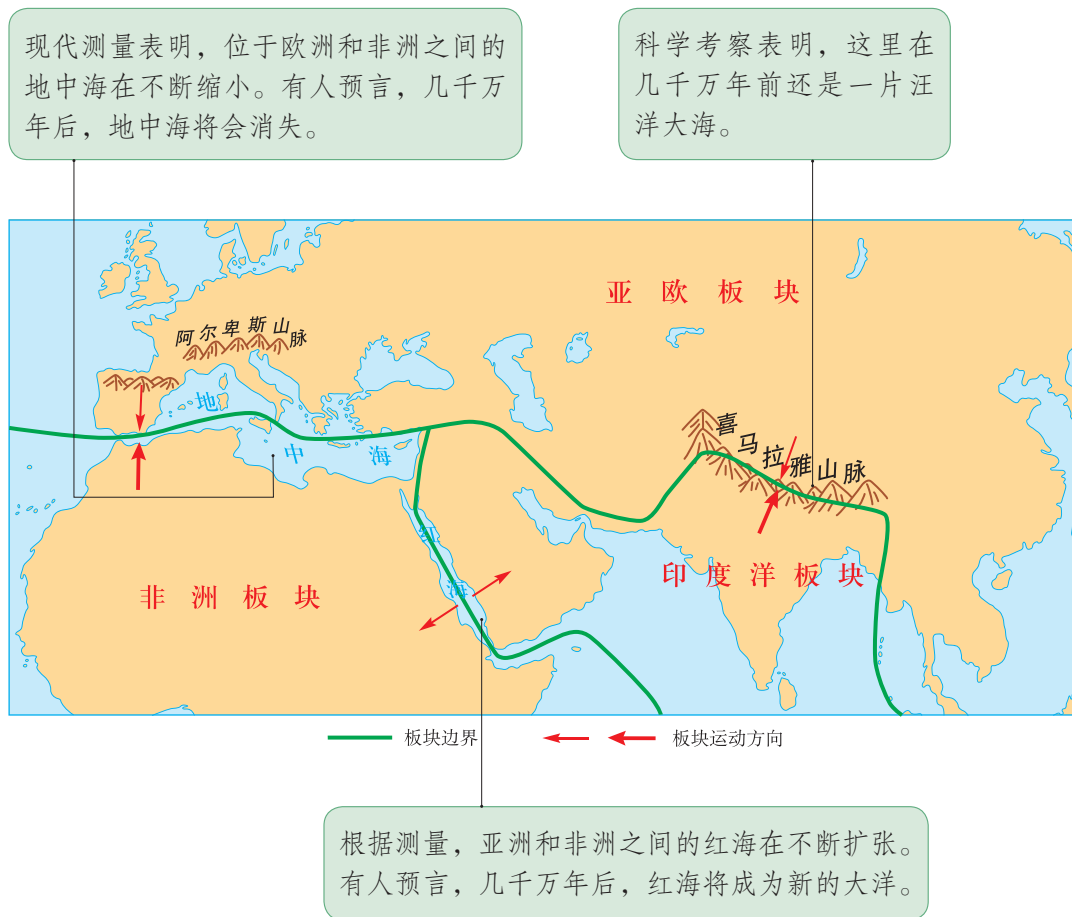 现代测量表明，位于欧洲和非洲之间的
地中海在不断缩小。有人预言，几千万
年后，地中海将会消失。
科学考察表明，这里在
几千万年前还是一片汪
洋大海。
亚欧板块
阿尔卑斯山脉
地中海
喜马拉雅山脉
红海
印度洋板块
非洲板块
板块边界
板块运动方向
根据测量，亚洲和非洲之间的红海在不断扩张。
有人预言，几千万年后，红海将成为新的大洋。